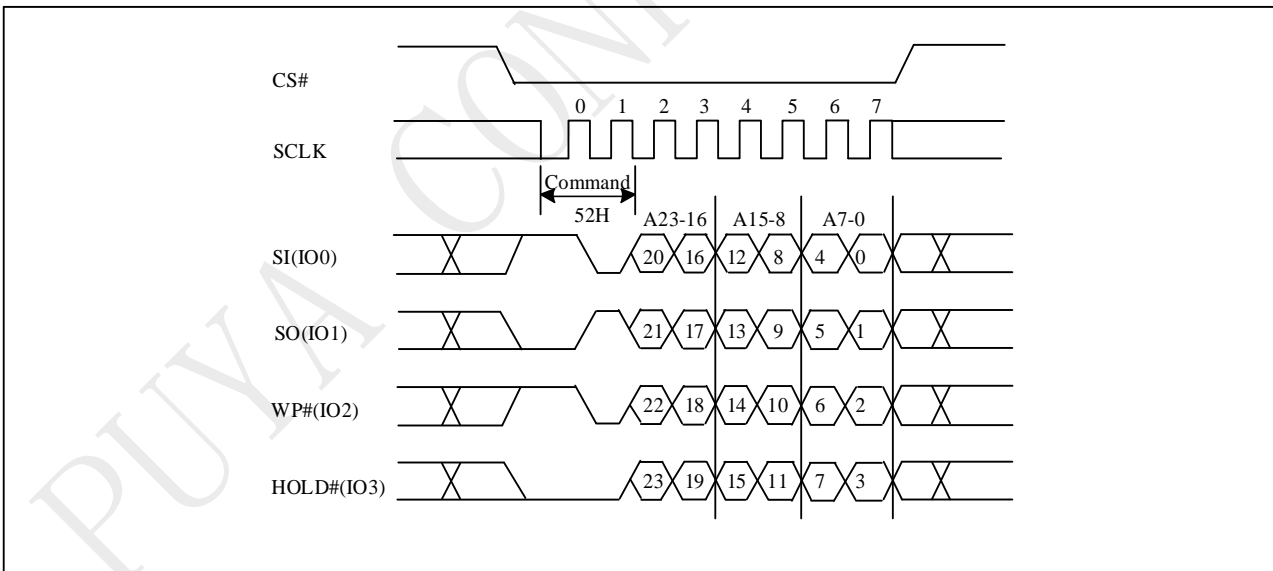 PUYA CONF
CS#
0 1 2 3 4 5 6 7
SCLK
Command
52H
A23-16 A15-8 A7-0
SI(IO0) 20 16 12 8 4 0
SO(IO1) 21 17 13 9 5 1
WP#(IO2) 22 18 14 10 6 2
HOLD#(IO3) 23 19 15 11 7 3